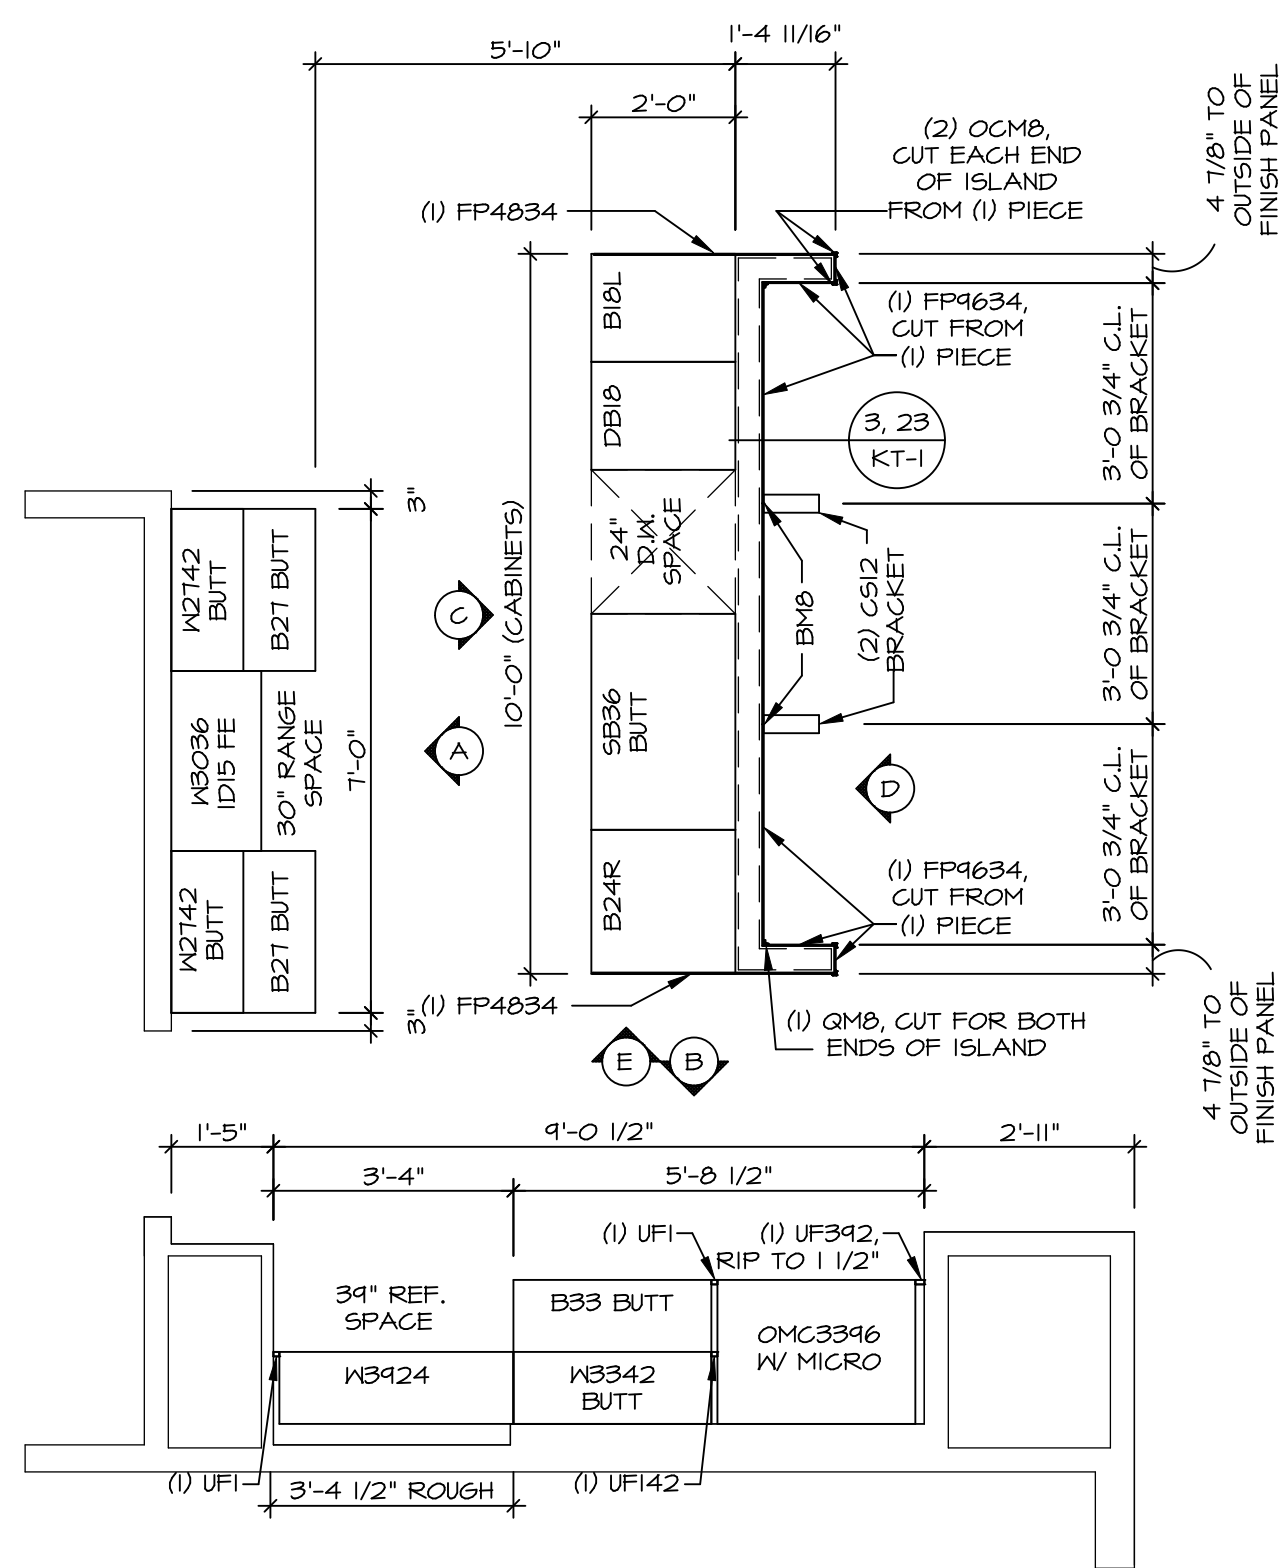 5'-10"
1'-4 11/16"
2'-0"
(2) OCM8,
CUT EACH END
OF ISLAND
FROM (1) PIECE
4 7/8" TO
OUTSIDE OF
FINISH PANEL
(1) FP4834
B18L
(1) FP9634,
CUT FROM
(1) PIECE
3'-0 3/4" C.L.
OF BRACKET
DB18
3, 23
KT-1
3"
24"
D.W.
SPACE
10'-0" (CABINETS)
W2742
BUTT
B27 BUTT
C
BM8
(2) CS12
BRACKET
3'-0 3/4" C.L.
OF BRACKET
SB36
BUTT
W3036
1D15 FE
30" RANGE
SPACE
7'-0"
A
D
3'-0 3/4" C.L.
OF BRACKET
W2742
BUTT
B27 BUTT
B24R
(1) FP9634,
CUT FROM
(1) PIECE
3"
(1) FP4834
(1) QM8, CUT FOR BOTH
ENDS OF ISLAND
4 7/8" TO
OUTSIDE OF
FINISH PANEL
E
B
1'-5"
9'-0 1/2"
2'-11"
3'-4"
5'-8 1/2"
(1) UF1
(1) UF392,
RIP TO 1 1/2"
39" REF.
SPACE
B33 BUTT
OMC3396
W/ MICRO
W3924
W3342
BUTT
(1) UF1
3'-4 1/2" ROUGH
(1) UF142